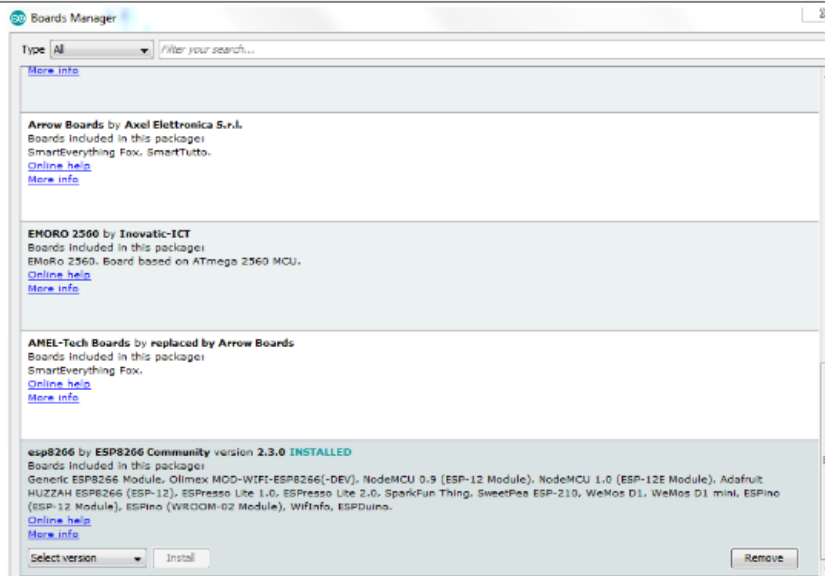 Boards Manager
Type All Filter your search...
More info
Arrow Boards by Axel Elettronica S.r.l.
Boards included in this package:
SmartEverything Fox, SmartTutto.
Online help
More info
EMORO 2560 by Inovatic-ICT
Boards included in this package:
EMoRo 2560. Board based on ATmega 2560 MCU.
Online help
More info
AMEL-Tech Boards by replaced by Arrow Boards
Boards included in this package:
SmartEverything Fox.
Online help
More info
esp8266 by ESP8266 Community version 2.3.0 INSTALLED
Boards included in this package:
Generic ESP8266 Module, Olimex MOD-WIFI-ESP8266(-DEV), NodeMCU 0.9 (ESP-12 Module), NodeMCU 1.0 (ESP-12E Module), Adafruit
HUZZAH ESP8266 (ESP-12), ESPresso Lite 1.0, ESPresso Lite 2.0, SparkFun Thing, SweetPea ESP-210, WeMos D1, WeMos D1 mini, ESPino
(ESP-12 Module), ESPino (WROOM-02 Module), WifInfo, ESPDuino.
Online help
More info
Select version Install Remove